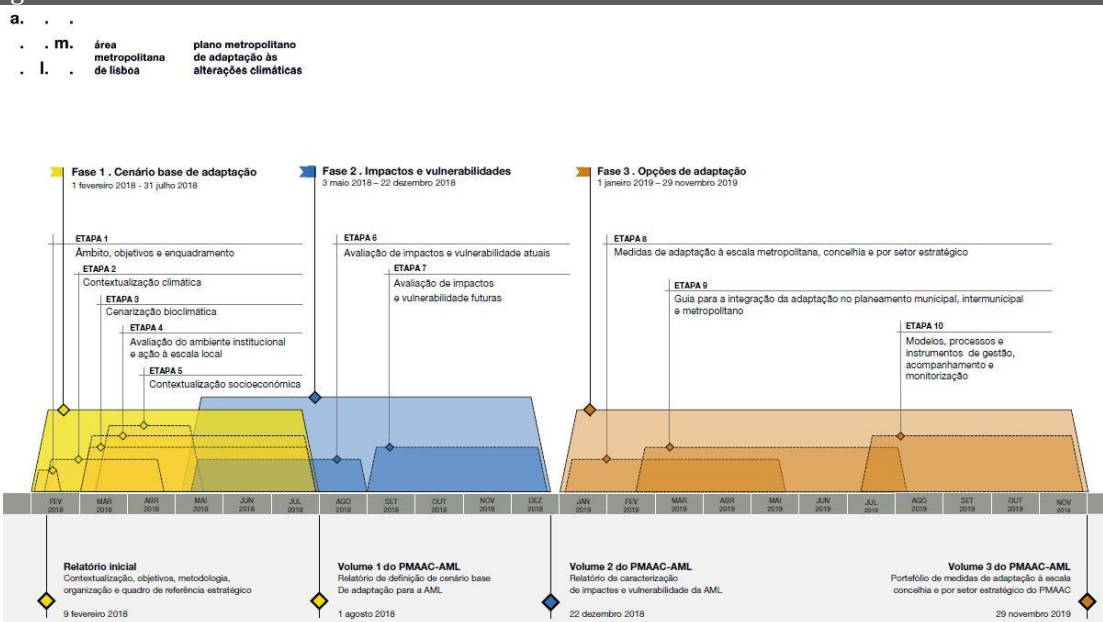 a.
m.
l.
área
metropolitana
de lisboa
plano metropolitano
de adaptação às
alterações climáticas
Fase 1 . Cenário base de adaptação
1 fevereiro 2018 - 31 julho 2018
Fase 2 . Impactos e vulnerabilidades
3 maio 2018 – 22 dezembro 2018
Fase 3 . Opções de adaptação
1 janeiro 2019 – 29 novembro 2019
ETAPA 1
Âmbito, objetivos e enquadramento
ETAPA 2
Contextualização climática
ETAPA 3
Cenarização bioclimática
ETAPA 4
Avaliação do ambiente institucional
e ação à escala local
ETAPA 5
Contextualização socioeconómica
ETAPA 6
Avaliação de impactos e vulnerabilidade atuais
ETAPA 7
Avaliação de impactos
e vulnerabilidade futuras
ETAPA 8
Medidas de adaptação à escala metropolitana, concelhia e por setor estratégico
ETAPA 9
Guia para a integração da adaptação no planeamento municipal, intermunicipal
e metropolitano
ETAPA 10
Modelos, processos e
instrumentos de gestão,
acompanhamento e
monitorização
FEV MAR ABR MAI JUN JUL AGO SET OUT NOV DEZ JAN FEV MAR ABR MAI JUN JUL AGO SET OUT NOV
2018 2018 2018 2018 2018 2018 2018 2018 2018 2018 2018 2019 2019 2019 2019 2019 2019 2019 2019 2019 2019 2019
Relatório inicial
Contextualização, objetivos, metodologia,
organização e quadro de referência estratégico
9 fevereiro 2018
Volume 1 do PMAAC-AML
Relatório de definição de cenário base
De adaptação para a AML
1 agosto 2018
Volume 2 do PMAAC-AML
Relatório de caracterização
de impactos e vulnerabilidade da AML
22 dezembro 2018
Volume 3 do PMAAC-AML
Portefólio de medidas de adaptação à escala
concelhia e por setor estratégico do PMAAC
29 novembro 2019